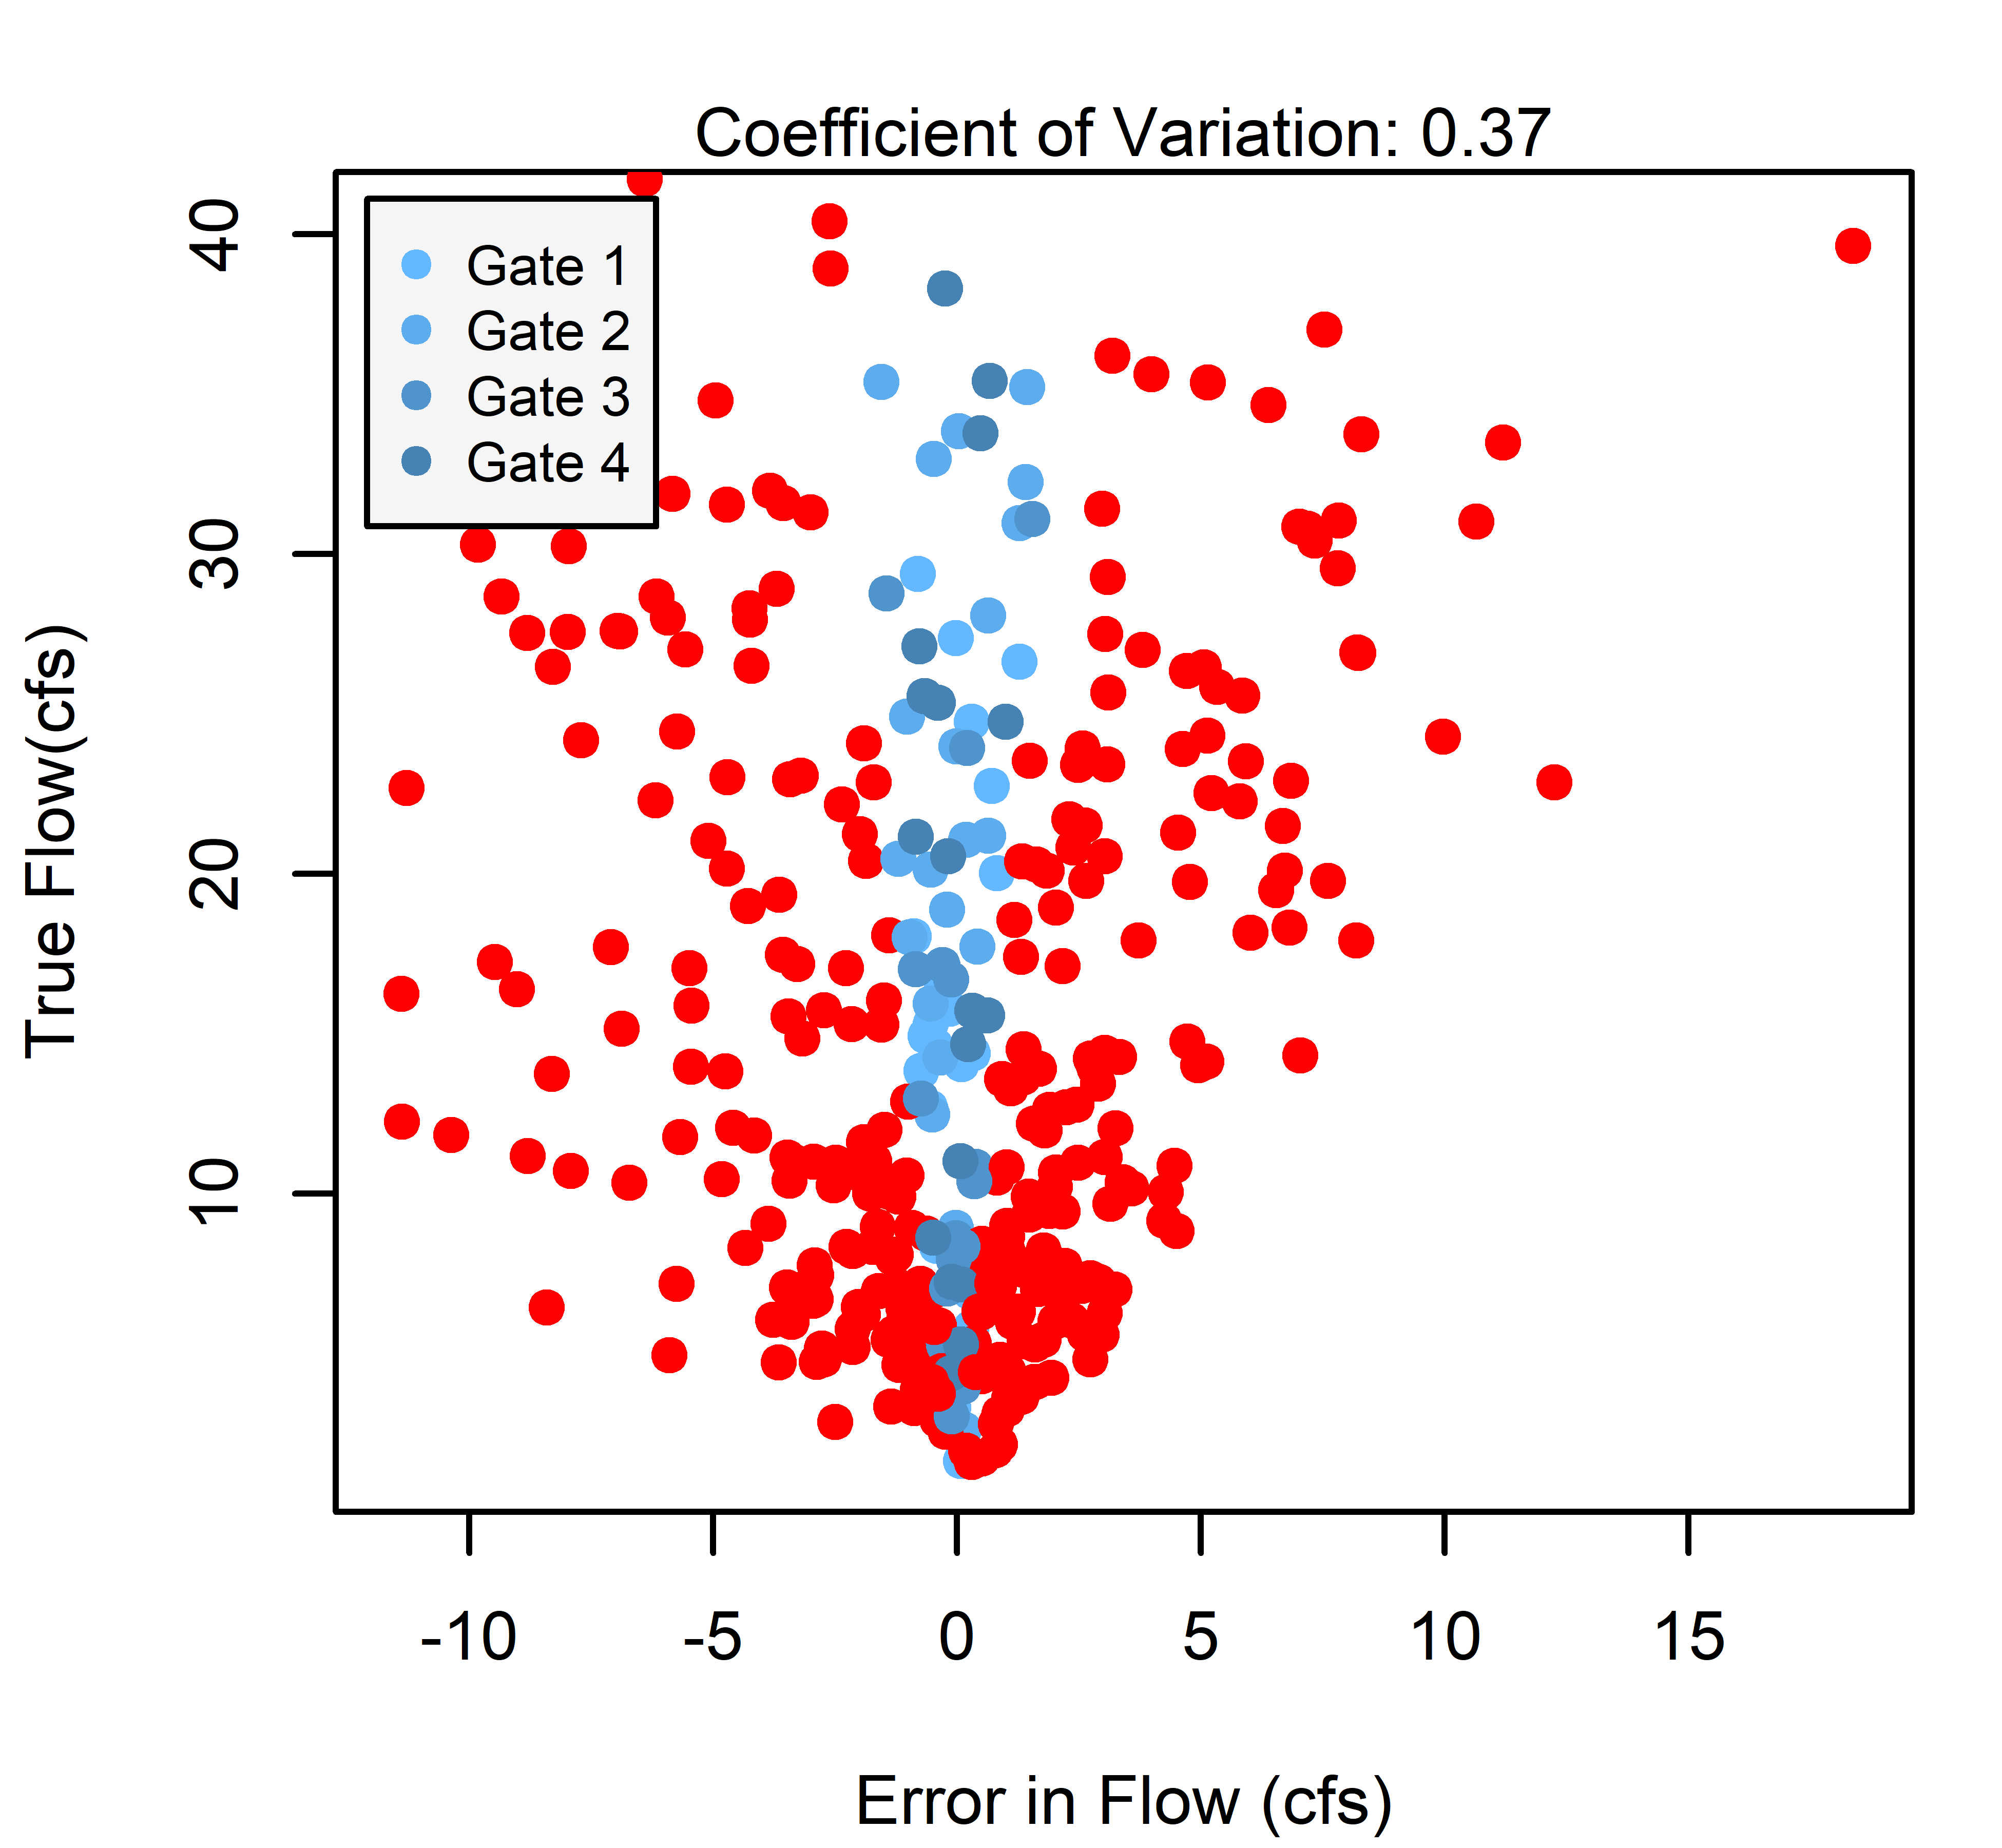 Coefficient of Variation: 0.37
Gate 1
Gate 2
Gate 3
Gate 4
True Flow(cfs)
40
30
20
10
-10 -5 0 5 10 15
Error in Flow (cfs)